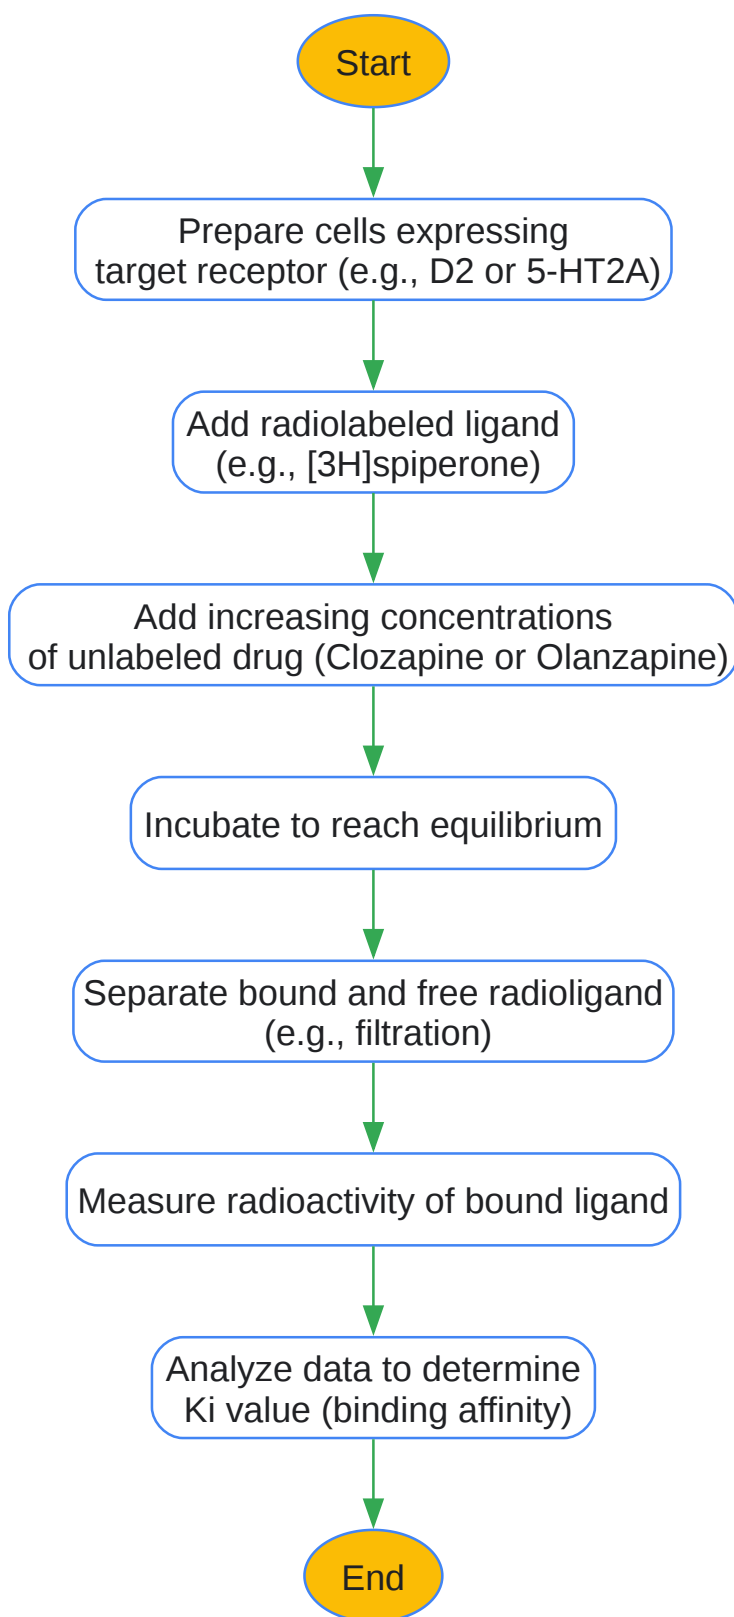 Start
Prepare cells expressing
target receptor (e.g., D2 or 5-HT2A)
Add radiolabeled ligand
(e.g., [3H]spiperone)
Add increasing concentrations
of unlabeled drug (Clozapine or Olanzapine)
Incubate to reach equilibrium
Separate bound and free radioligand
(e.g., filtration)
Measure radioactivity of bound ligand
Analyze data to determine
Ki value (binding affinity)
End